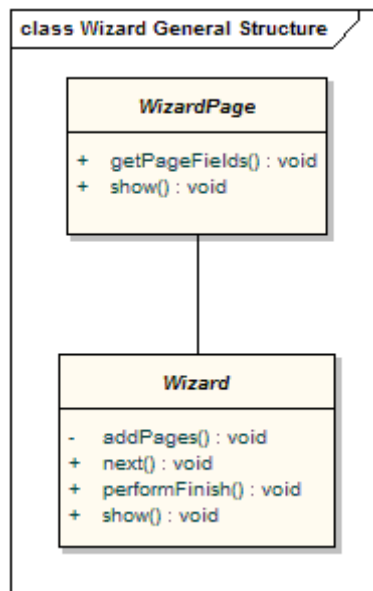 class Wizard General Structure
WizardPage
+ getPageFields() : void
+ show() : void
Wizard
- addPages() : void
+ next() : void
+ performFinish() : void
+ show() : void